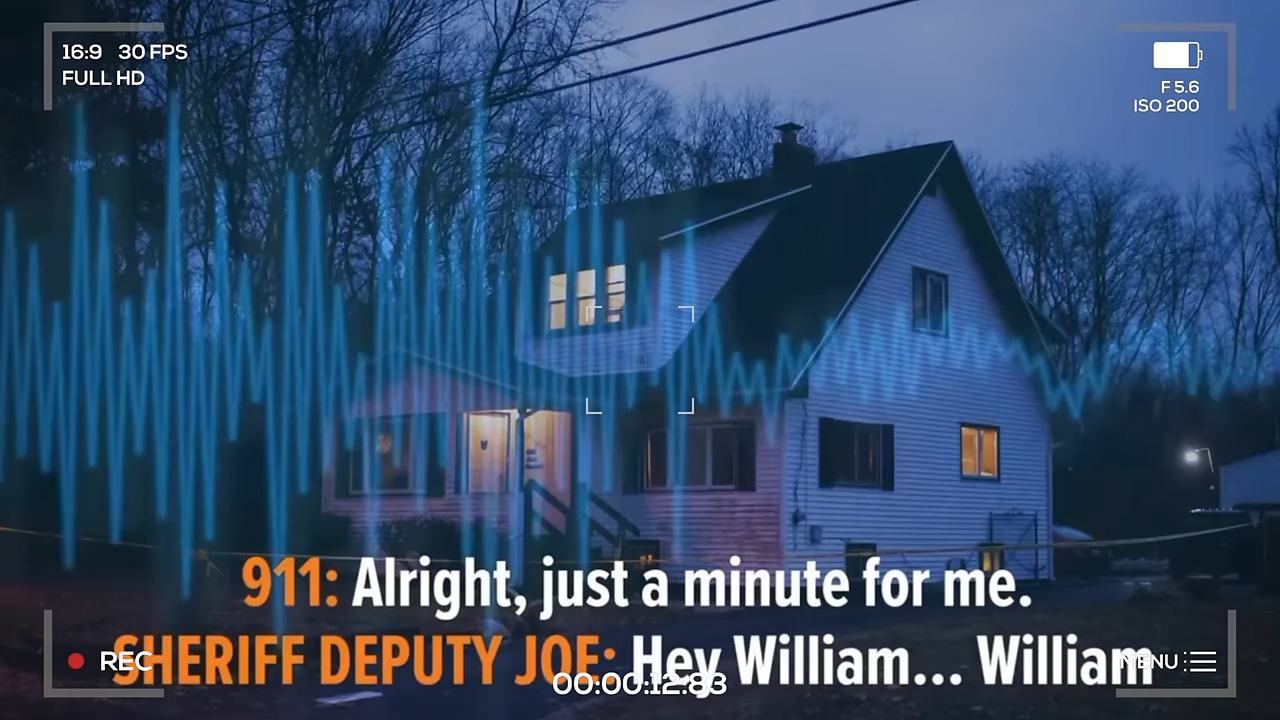 16:9 30 FPS
FULL HD
F 5.6
ISO 200
911: Alright, just a minute for me.
SHERIFF DEPUTY JOE: Hey William... William
REC
MENU
00:00:12:83